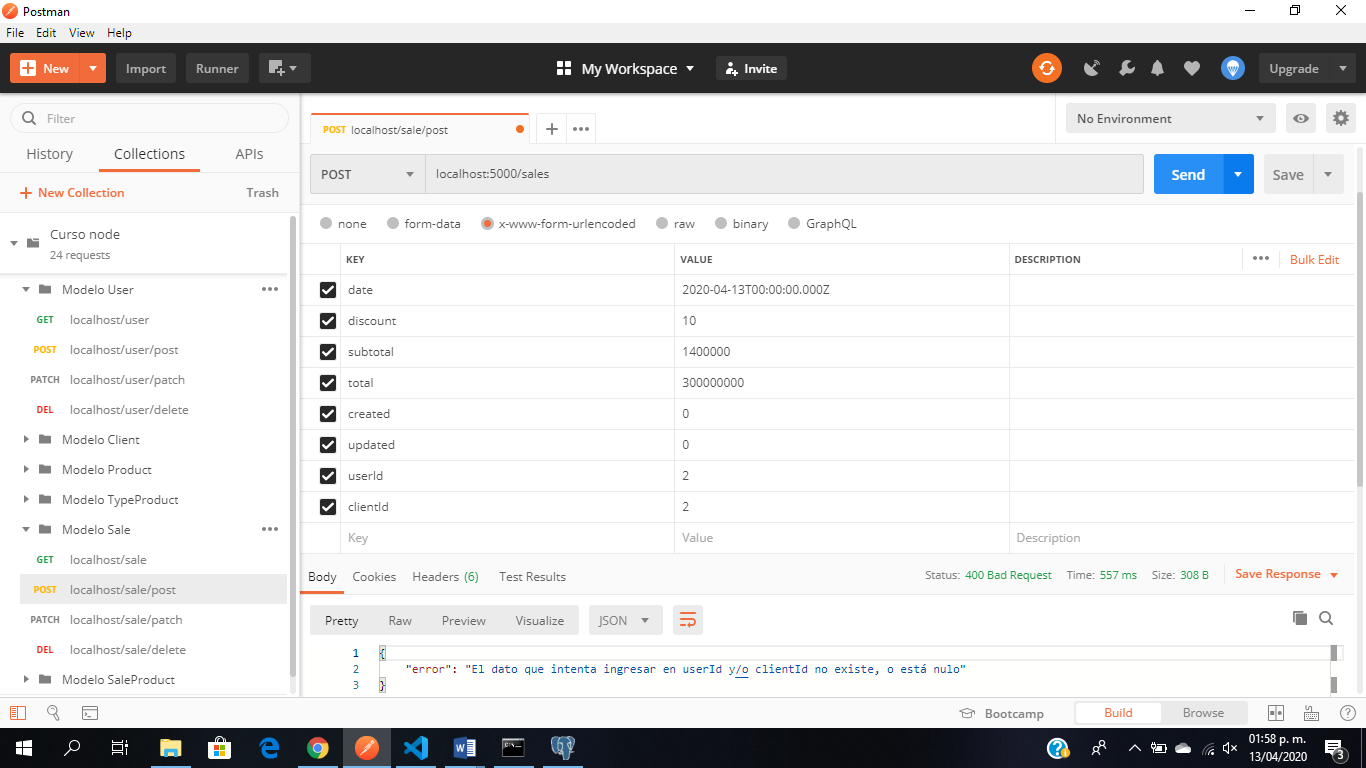 Postman
File Edit View Help
New Import Runner My Workspace Invite Upgrade
Filter
History Collections APIs
New Collection Trash
Curso node
24 requests
Modelo User
GET localhost/user
POST localhost/user/post
PATCH localhost/user/patch
DEL localhost/user/delete
Modelo Client
Modelo Product
Modelo TypeProduct
Modelo Sale
GET localhost/sale
POST localhost/sale/post
PATCH localhost/sale/patch
DEL localhost/sale/delete
Modelo SaleProduct
POST localhost/sale/post
No Environment
POST localhost:5000/sales Send Save
none form-data x-www-form-urlencoded raw binary GraphQL
KEY VALUE DESCRIPTION Bulk Edit
date 2020-04-13T00:00:00.000Z
discount 10
subtotal 1400000
total 300000000
created 0
updated 0
userId 2
clientId 2
Key Value Description
Body Cookies Headers (6) Test Results Status: 400 Bad Request Time: 557 ms Size: 308 B Save Response
Pretty Raw Preview Visualize JSON
1 {
2 "error": "El dato que intenta ingresar en userId y/o clientId no existe, o está nulo"
3 }
Bootcamp Build Browse
01:58 p. m.
13/04/2020
3